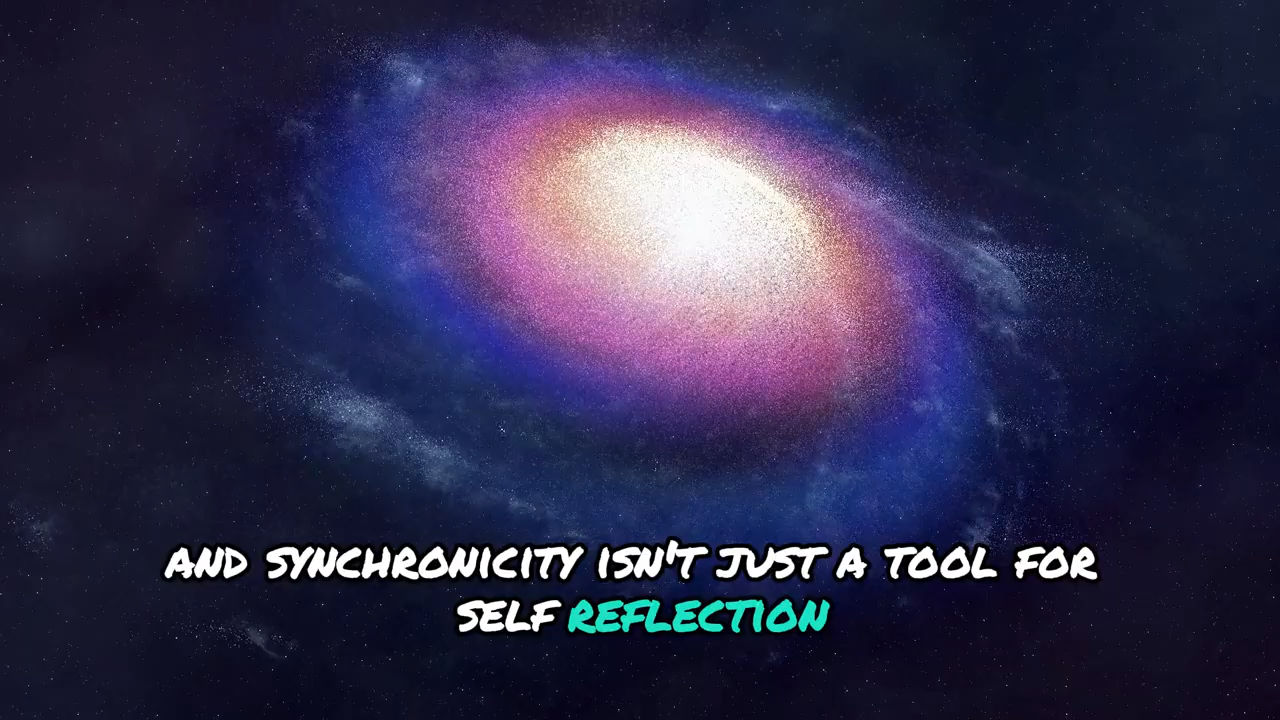 AND SYNCHRONICITY ISN'T JUST A TOOL FOR
SELF REFLECTION